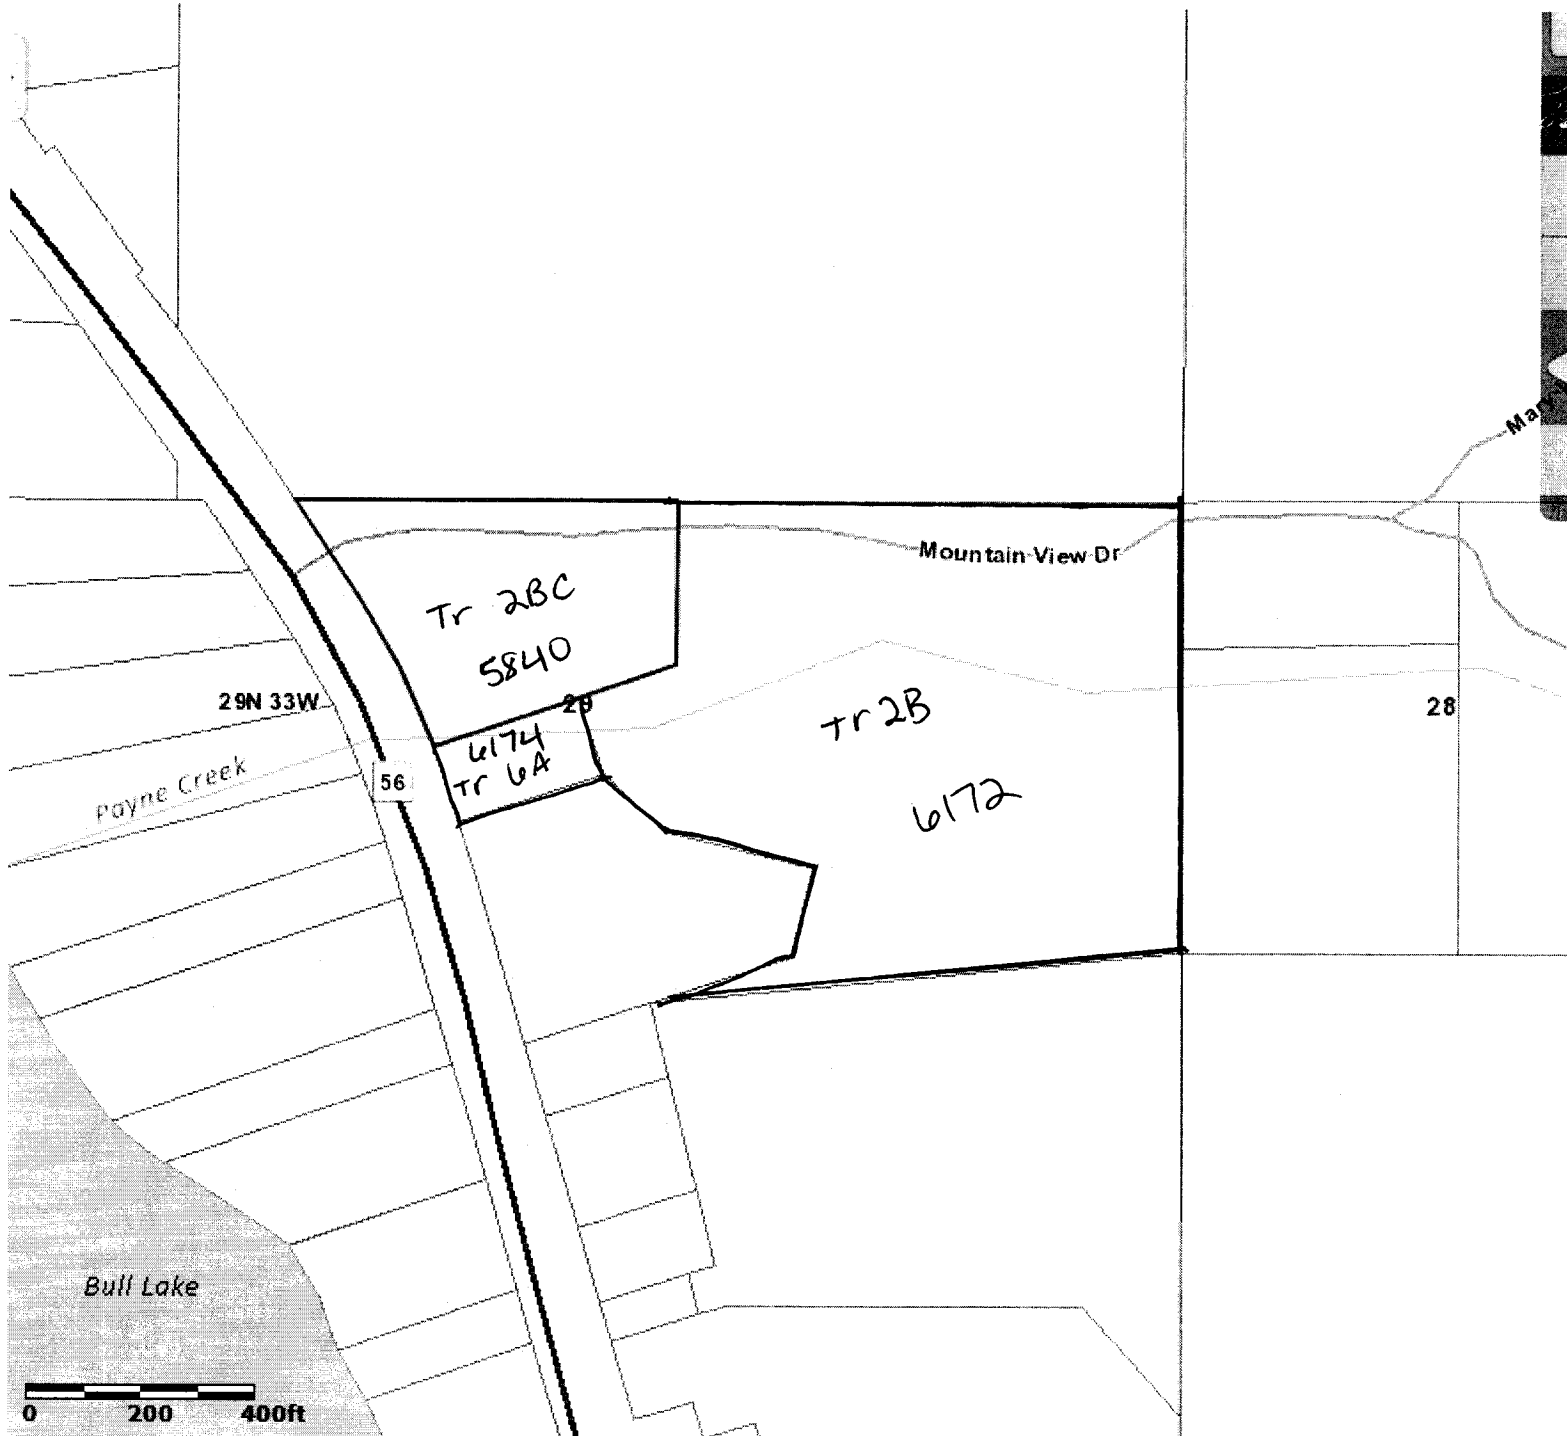 Mountain View Dr
Tr 2BC
5840
29N 33W
29
28
Tr 2B
6174
Tr 6A
56
Payne Creek
6172
Bull Lake
0 200 400ft